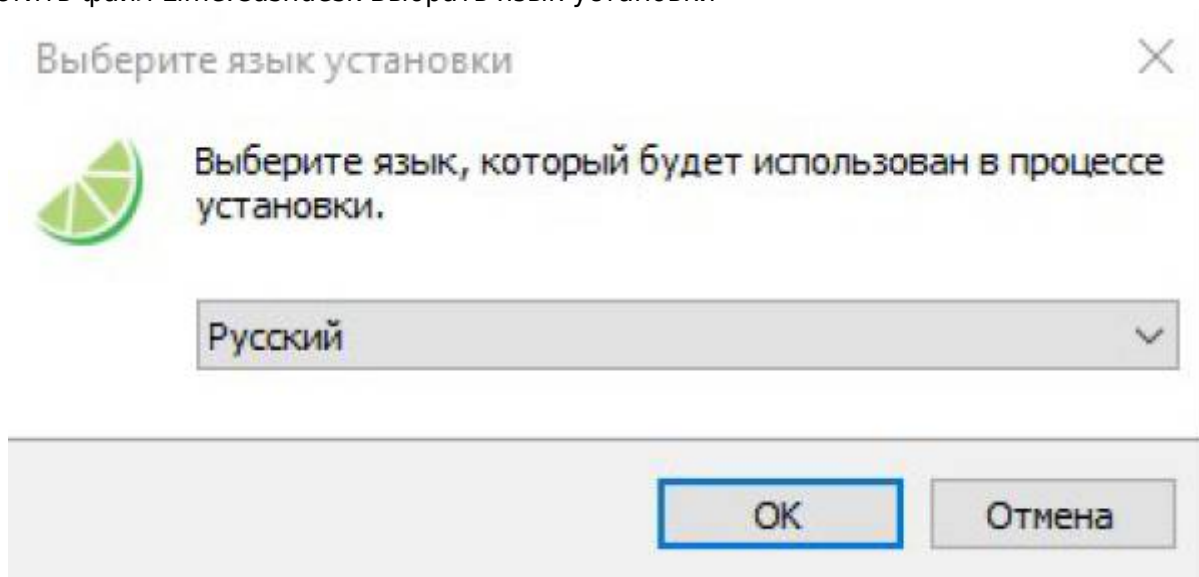 Выберите язык установки
Выберите язык, который будет использован в процессе
установки.
Русский
OK
Отмена